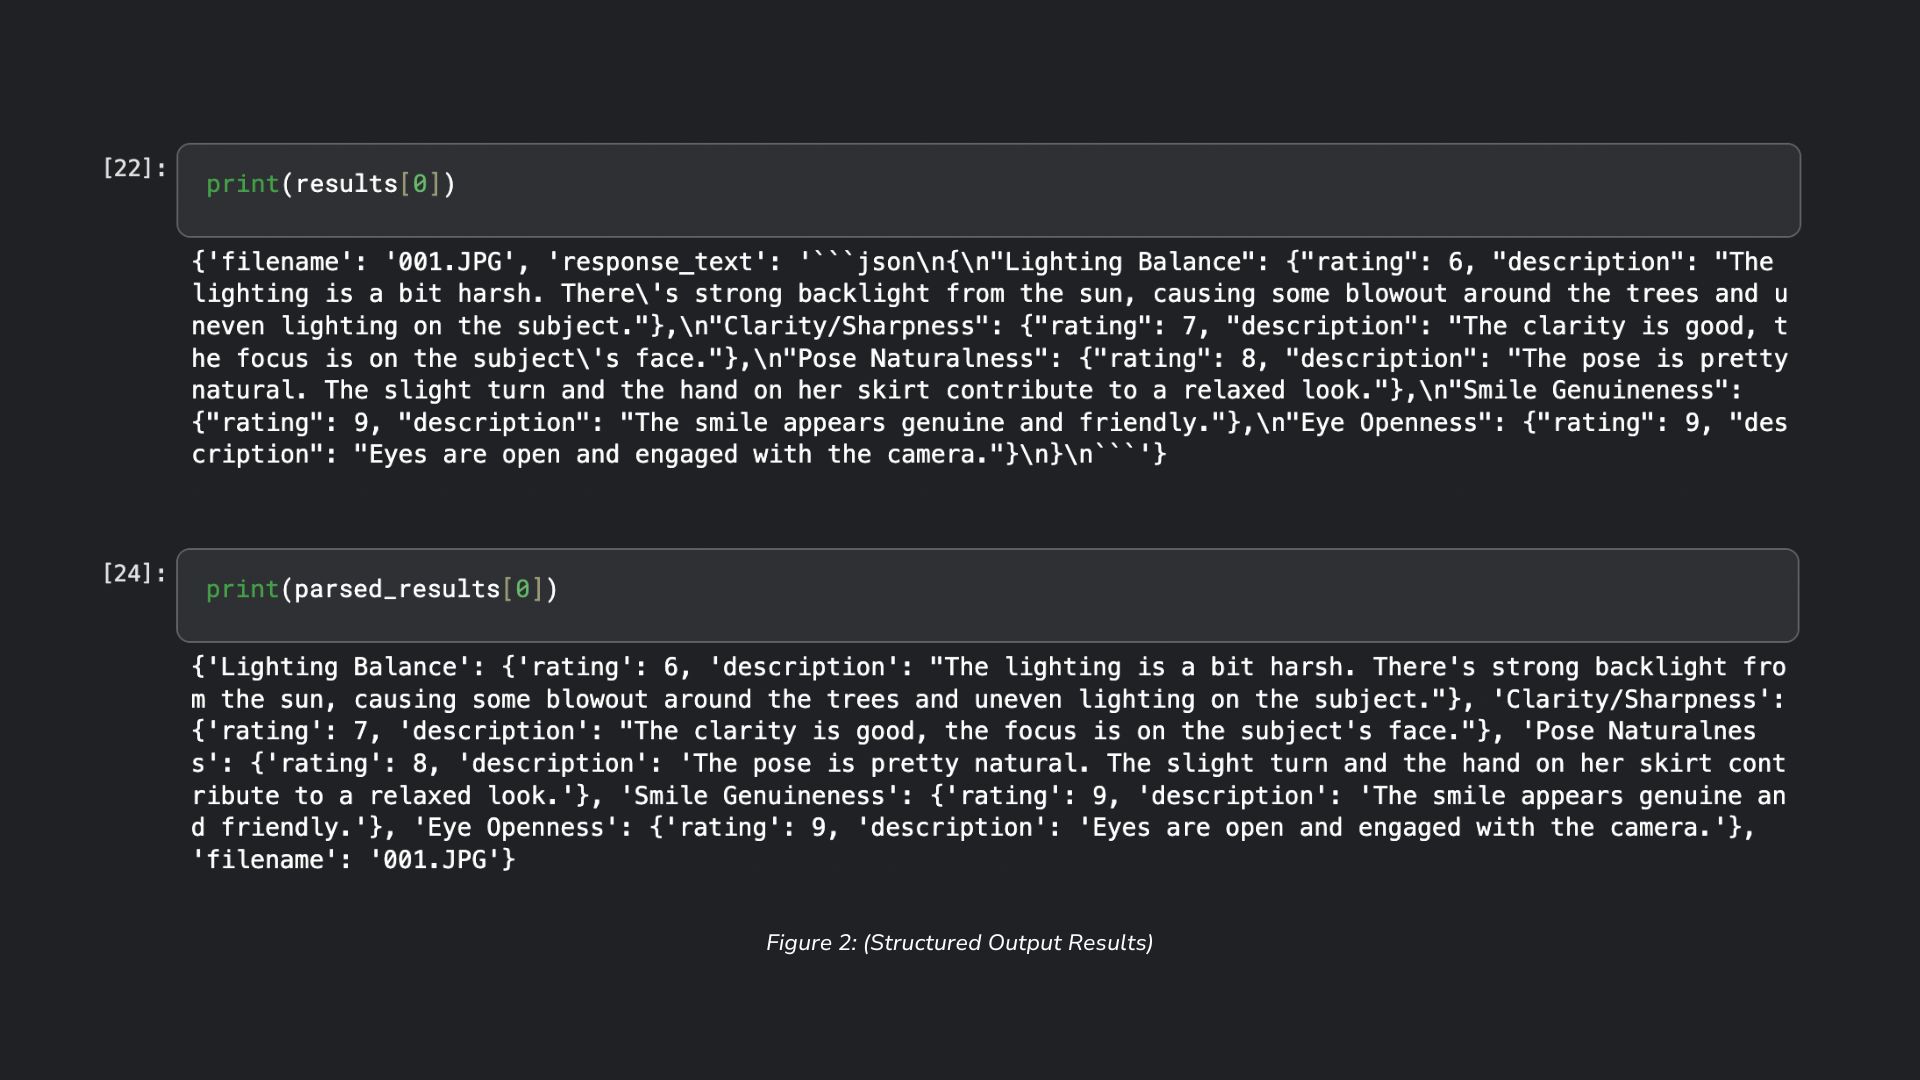 [22]:
print(results[0])
{'filename': '001.JPG', 'response_text': '```json\n{\n"Lighting Balance": {"rating": 6, "description": "The
lighting is a bit harsh. There\'s strong backlight from the sun, causing some blowout around the trees and u
neven lighting on the subject."},\n"Clarity/Sharpness": {"rating": 7, "description": "The clarity is good, t
he focus is on the subject\'s face."},\n"Pose Naturalness": {"rating": 8, "description": "The pose is pretty
natural. The slight turn and the hand on her skirt contribute to a relaxed look."},\n"Smile Genuineness":
{"rating": 9, "description": "The smile appears genuine and friendly."},\n"Eye Openness": {"rating": 9, "des
cription": "Eyes are open and engaged with the camera."}\n}\n```'}
[24]:
print(parsed_results[0])
{'Lighting Balance': {'rating': 6, 'description': "The lighting is a bit harsh. There's strong backlight fro
m the sun, causing some blowout around the trees and uneven lighting on the subject."}, 'Clarity/Sharpness':
{'rating': 7, 'description': "The clarity is good, the focus is on the subject's face."}, 'Pose Naturalnes
s': {'rating': 8, 'description': 'The pose is pretty natural. The slight turn and the hand on her skirt cont
ribute to a relaxed look.'}, 'Smile Genuineness': {'rating': 9, 'description': 'The smile appears genuine an
d friendly.'}, 'Eye Openness': {'rating': 9, 'description': 'Eyes are open and engaged with the camera.'},
'filename': '001.JPG'}
Figure 2: (Structured Output Results)